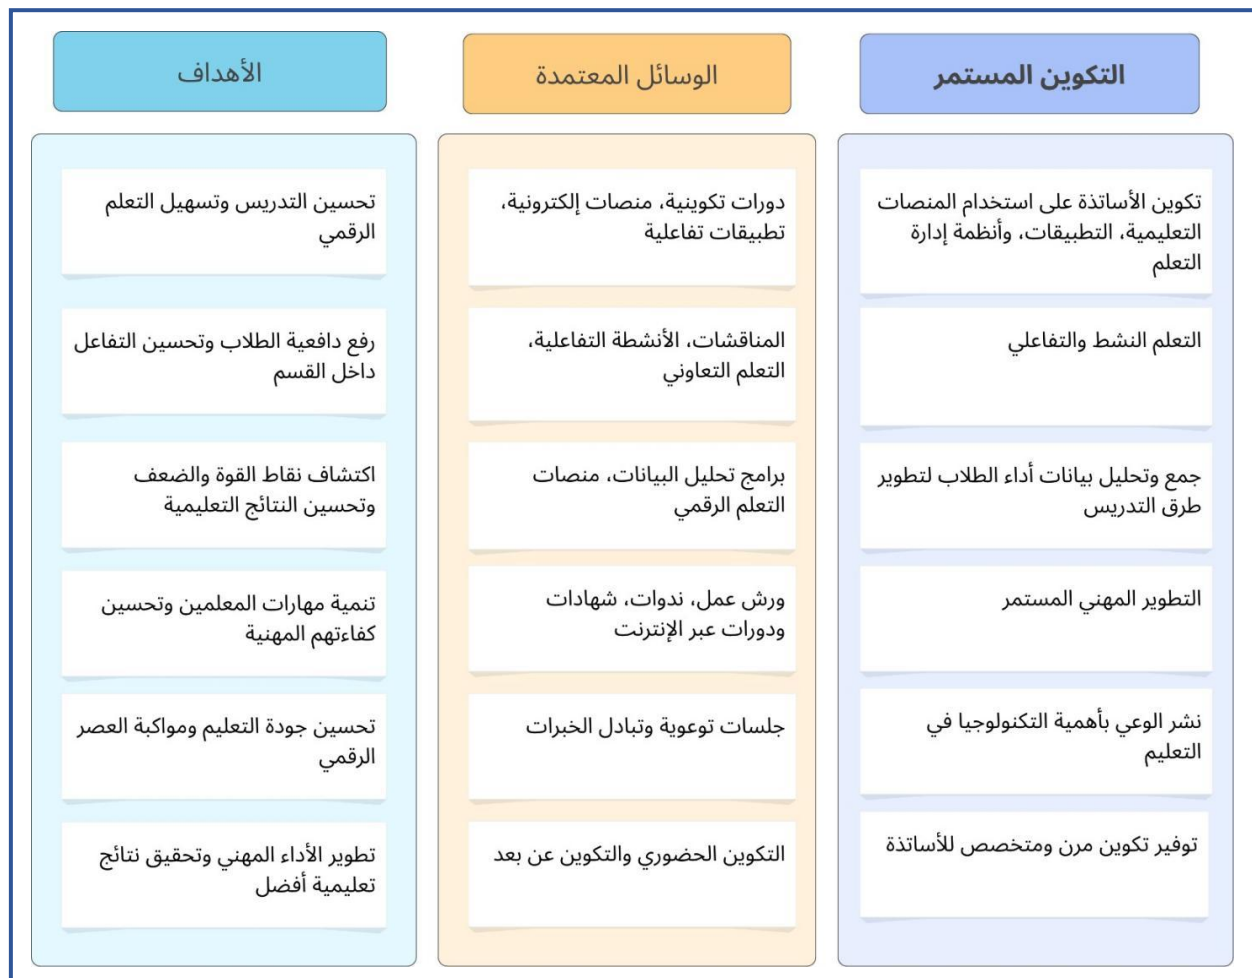 التكوين المستمر
الوسائل المعتمدة
الأهداف
تكوين الأساتذة على استخدام المنصات
التعليمية، التطبيقات، وأنظمة إدارة
التعلم
دورات تكوينية، منصات إلكترونية،
تطبيقات تفاعلية
تحسين التدريس وتسهيل التعلم
الرقمي
التعلم النشط والتفاعلي
المناقشات، الأنشطة التفاعلية،
التعلم التعاوني
رفع دافعية الطلاب وتحسين التفاعل
داخل القسم
جمع وتحليل بيانات أداء الطلاب لتطوير
طرق التدريس
برامج تحليل البيانات، منصات
التعلم الرقمي
اكتشاف نقاط القوة والضعف
وتحسين النتائج التعليمية
التطوير المهني المستمر
ورش عمل، ندوات، شهادات
ودورات عبر الإنترنت
تنمية مهارات المعلمين وتحسين
كفاءتهم المهنية
نشر الوعي بأهمية التكنولوجيا في
التعليم
جلسات توعوية وتبادل الخبرات
تحسين جودة التعليم ومواكبة العصر
الرقمي
توفير تكوين مرن ومتخصص للأساتذة
التكوين الحضوري والتكوين عن بعد
تطوير الأداء المهني وتحقيق نتائج
تعليمية أفضل